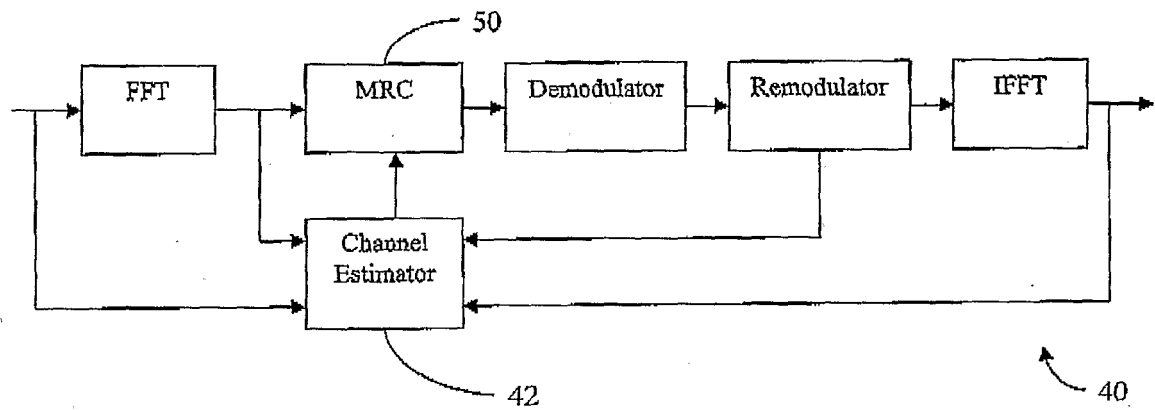 50
FFT
MRC
Demodulator
Remodulator
IFFT
Channel
Estimator
42
40